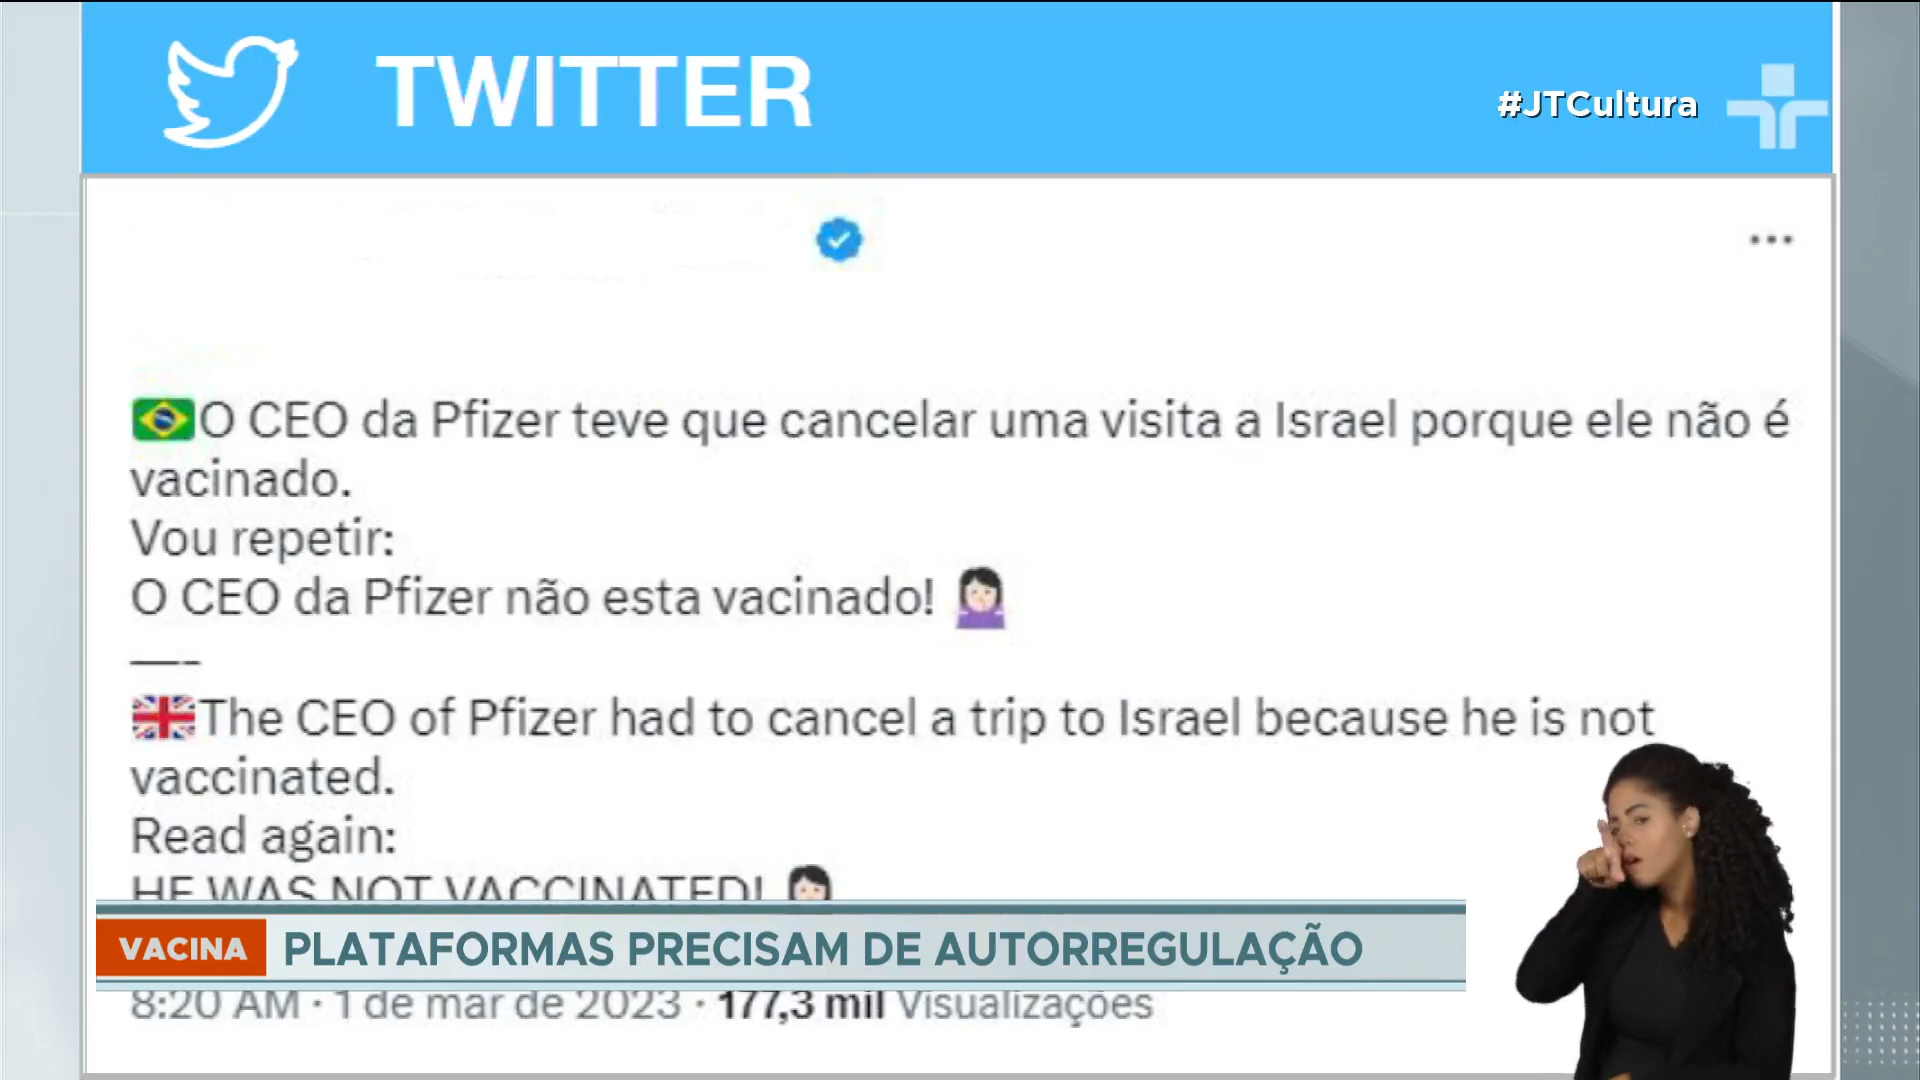 TWITTER
#JTCultura
O CEO da Pfizer teve que cancelar uma visita a Israel porque ele não é
vacinado.
Vou repetir:
O CEO da Pfizer não esta vacinado!
—--
The CEO of Pfizer had to cancel a trip to Israel because he is not
vaccinated.
Read again:
HE WAS NOT VACCINATED!
VACINA PLATAFORMAS PRECISAM DE AUTORREGULAÇÃO
8:20 AM · 1 de mar de 2023 · 177,3 mil Visualizações